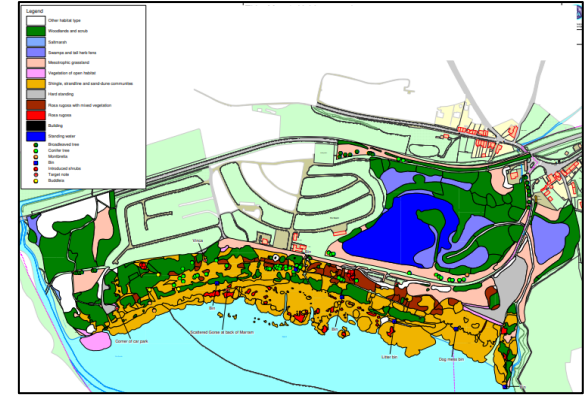 Legend
Other habitat type
Woodlands and scrub
Saltmarsh
Swamps and tall herb fens
Mesotrophic grassland
Vegetation of open habitat
Shingle, strandline and sand-dune communities
Hard standing
Rosa rugosa with mixed vegetation
Rosa rugosa
Building
Standing water
Broadleaved tree
Conifer tree
Montbretia
Bin
Introduced shrubs
Target note
Buddleia
Vinca
Bin
Corner of car park
Scattered Gorse at back of Marram
Bin
Litter bin
Dog mess bin